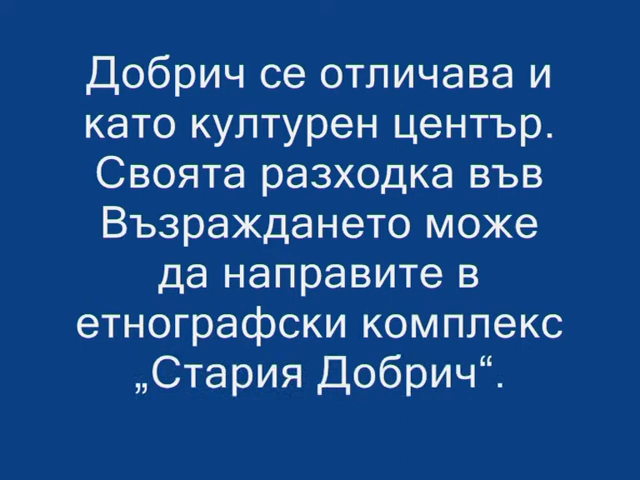 Добрич се отличава и
като културен център.
Своята разходка във
Възраждането може
да направите в
етнографски комплекс
„Стария Добрич“.